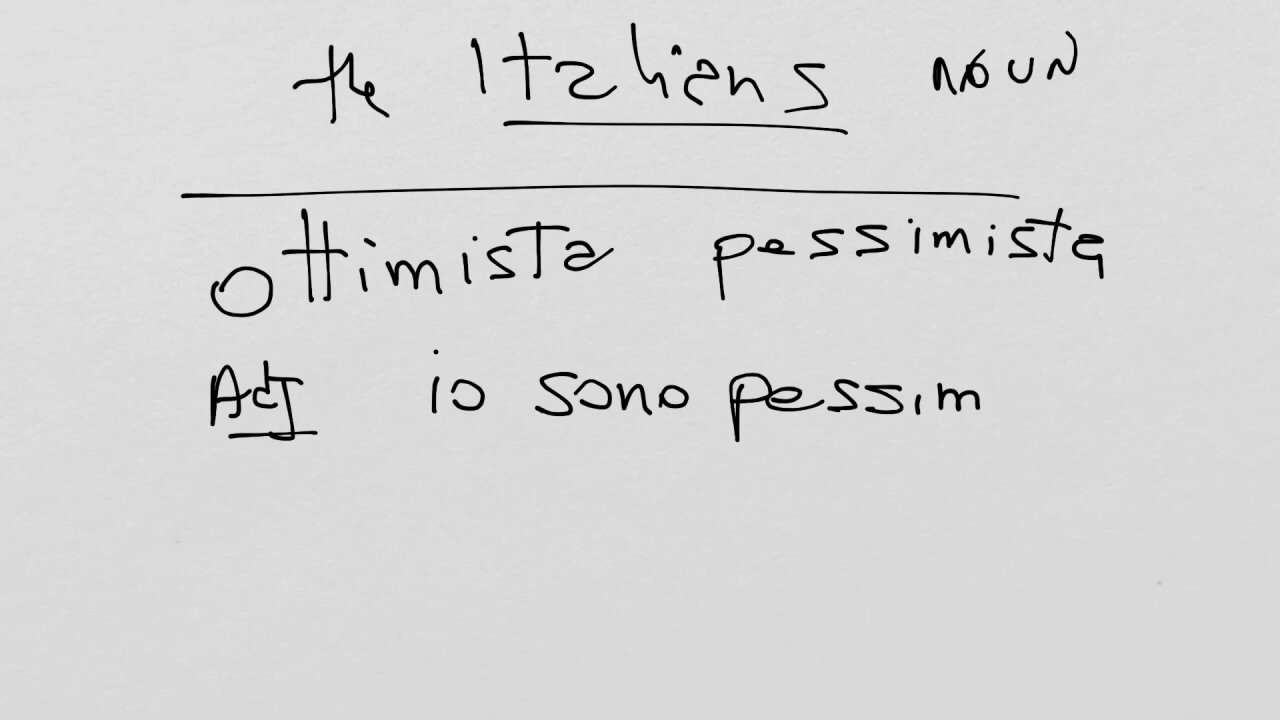 the Italians noun
ottimista pessimista
Adj io sono pessim